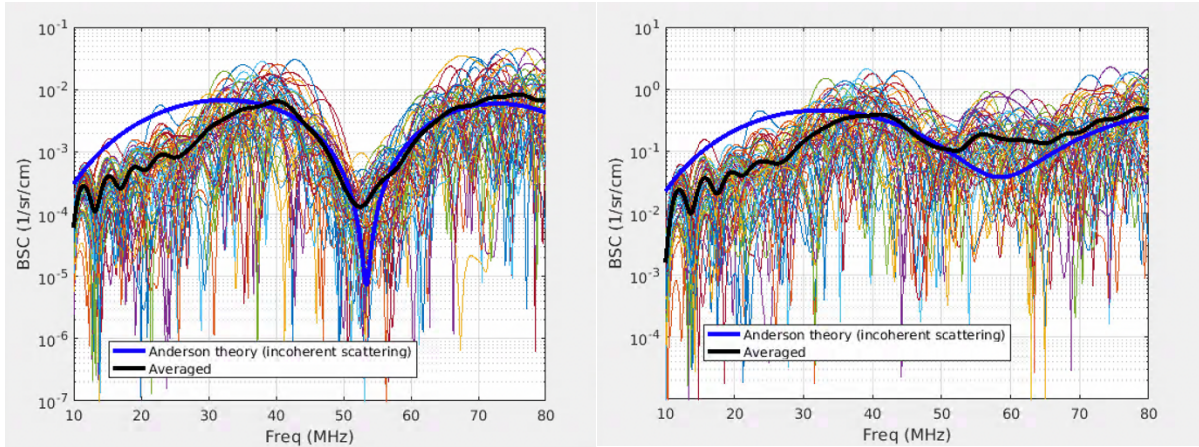 10^-1
10^-2
10^-3
10^-4
10^-5
10^-6
10^-7
BSC (1/sr/cm)
10 20 30 40 50 60 70 80
Freq (MHz)
Anderson theory (incoherent scattering)
Averaged
10^1
10^0
10^-1
10^-2
10^-3
10^-4
BSC (1/sr/cm)
10 20 30 40 50 60 70 80
Freq (MHz)
Anderson theory (incoherent scattering)
Averaged